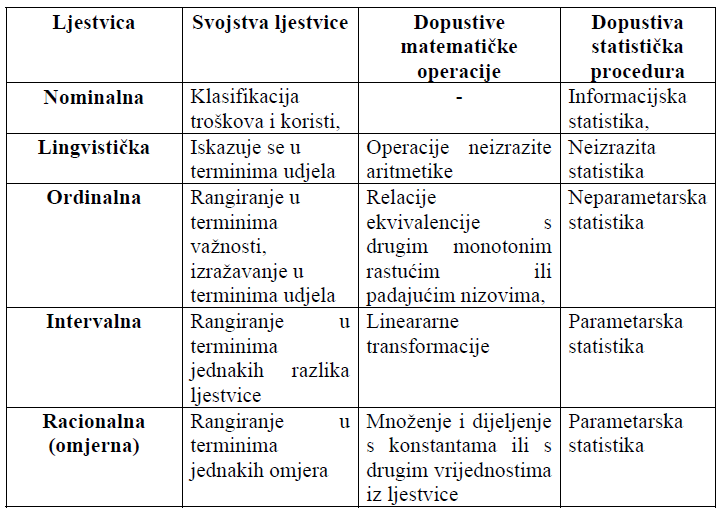 Ljestvica
Svojstva ljestvice
Dopustive
matematičke
operacije
Dopustiva
statistička
procedura
Nominalna
Klasifikacija
troškova i koristi,
-
Informacijska
statistika,
Lingvistička
Iskazuje se u
terminima udjela
Operacije neizrazite
aritmetike
Neizrazita
statistika
Ordinalna
Rangiranje u
terminima
važnosti,
izražavanje u
terminima udjela
Relacije
ekvivalencije s
drugim monotonim
rastućim ili
padajućim nizovima,
Neparametarska
statistika
Intervalna
Rangiranje u
terminima
jednakih razlika
ljestvice
Lineararne
transformacije
Parametarska
statistika
Racionalna
(omjerna)
Rangiranje u
terminima
jednakih omjera
Množenje i dijeljenje
s konstantama ili s
drugim vrijednostima
iz ljestvice
Parametarska
statistika